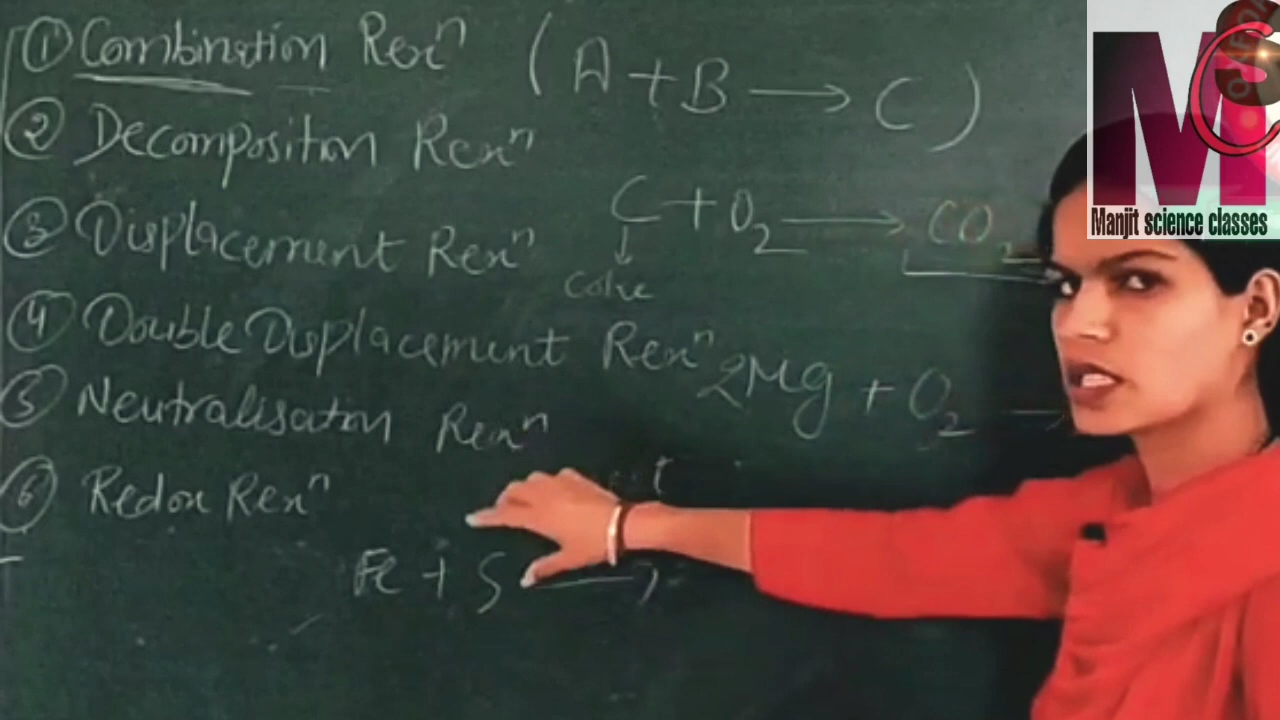 ① Combination Rexⁿ (A + B → C)
② Decomposition Rexⁿ
C + O₂ → CO₂
③ Displacement Rexⁿ
↓
Coke
④ Double Displacement Rexⁿ
2Mg + O₂ →
⑤ Neutralisation Rexⁿ
⑥ Redox Rexⁿ
Fe + S →
MSC
Manjit science classes